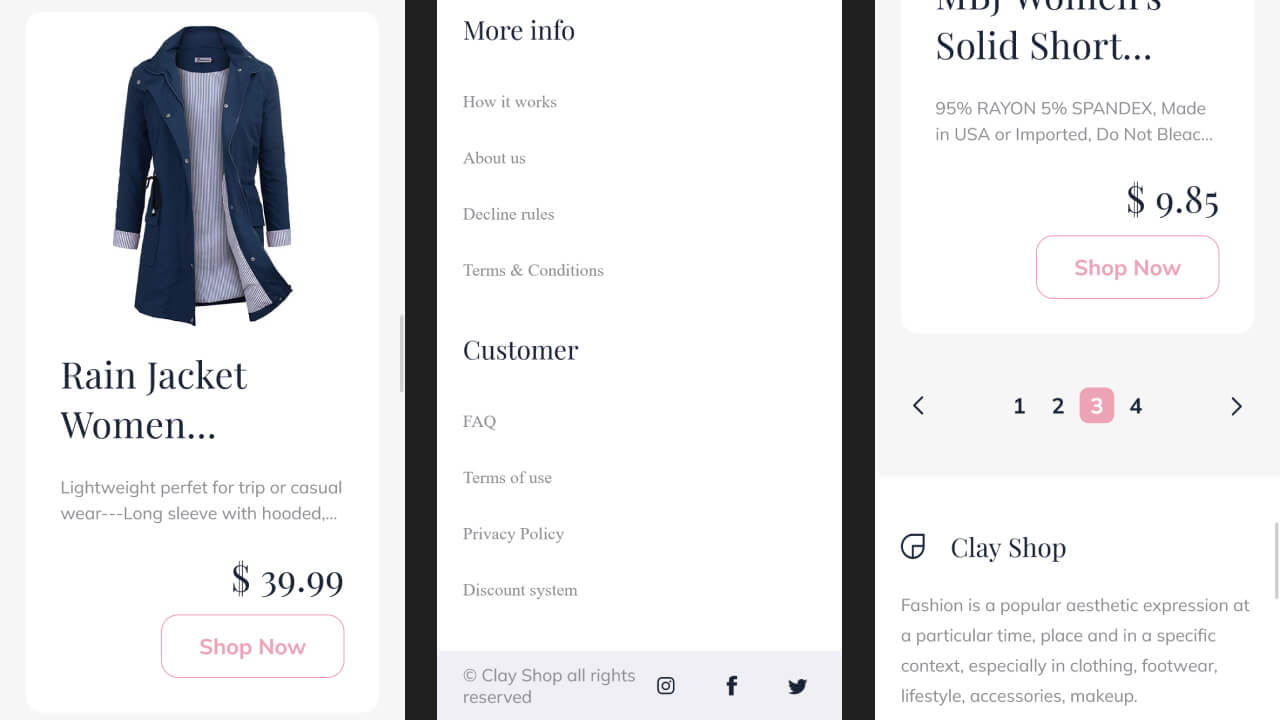 Rain Jacket
Women...
Lightweight perfet for trip or casual
wear---Long sleeve with hooded,...
$ 39.99
Shop Now
More info
How it works
About us
Decline rules
Terms & Conditions
Customer
FAQ
Terms of use
Privacy Policy
Discount system
© Clay Shop all rights
reserved
MBJ Women's
Solid Short...
95% RAYON 5% SPANDEX, Made
in USA or Imported, Do Not Bleac...
$ 9.85
Shop Now
1 2 3 4
Clay Shop
Fashion is a popular aesthetic expression at
a particular time, place and in a specific
context, especially in clothing, footwear,
lifestyle, accessories, makeup.